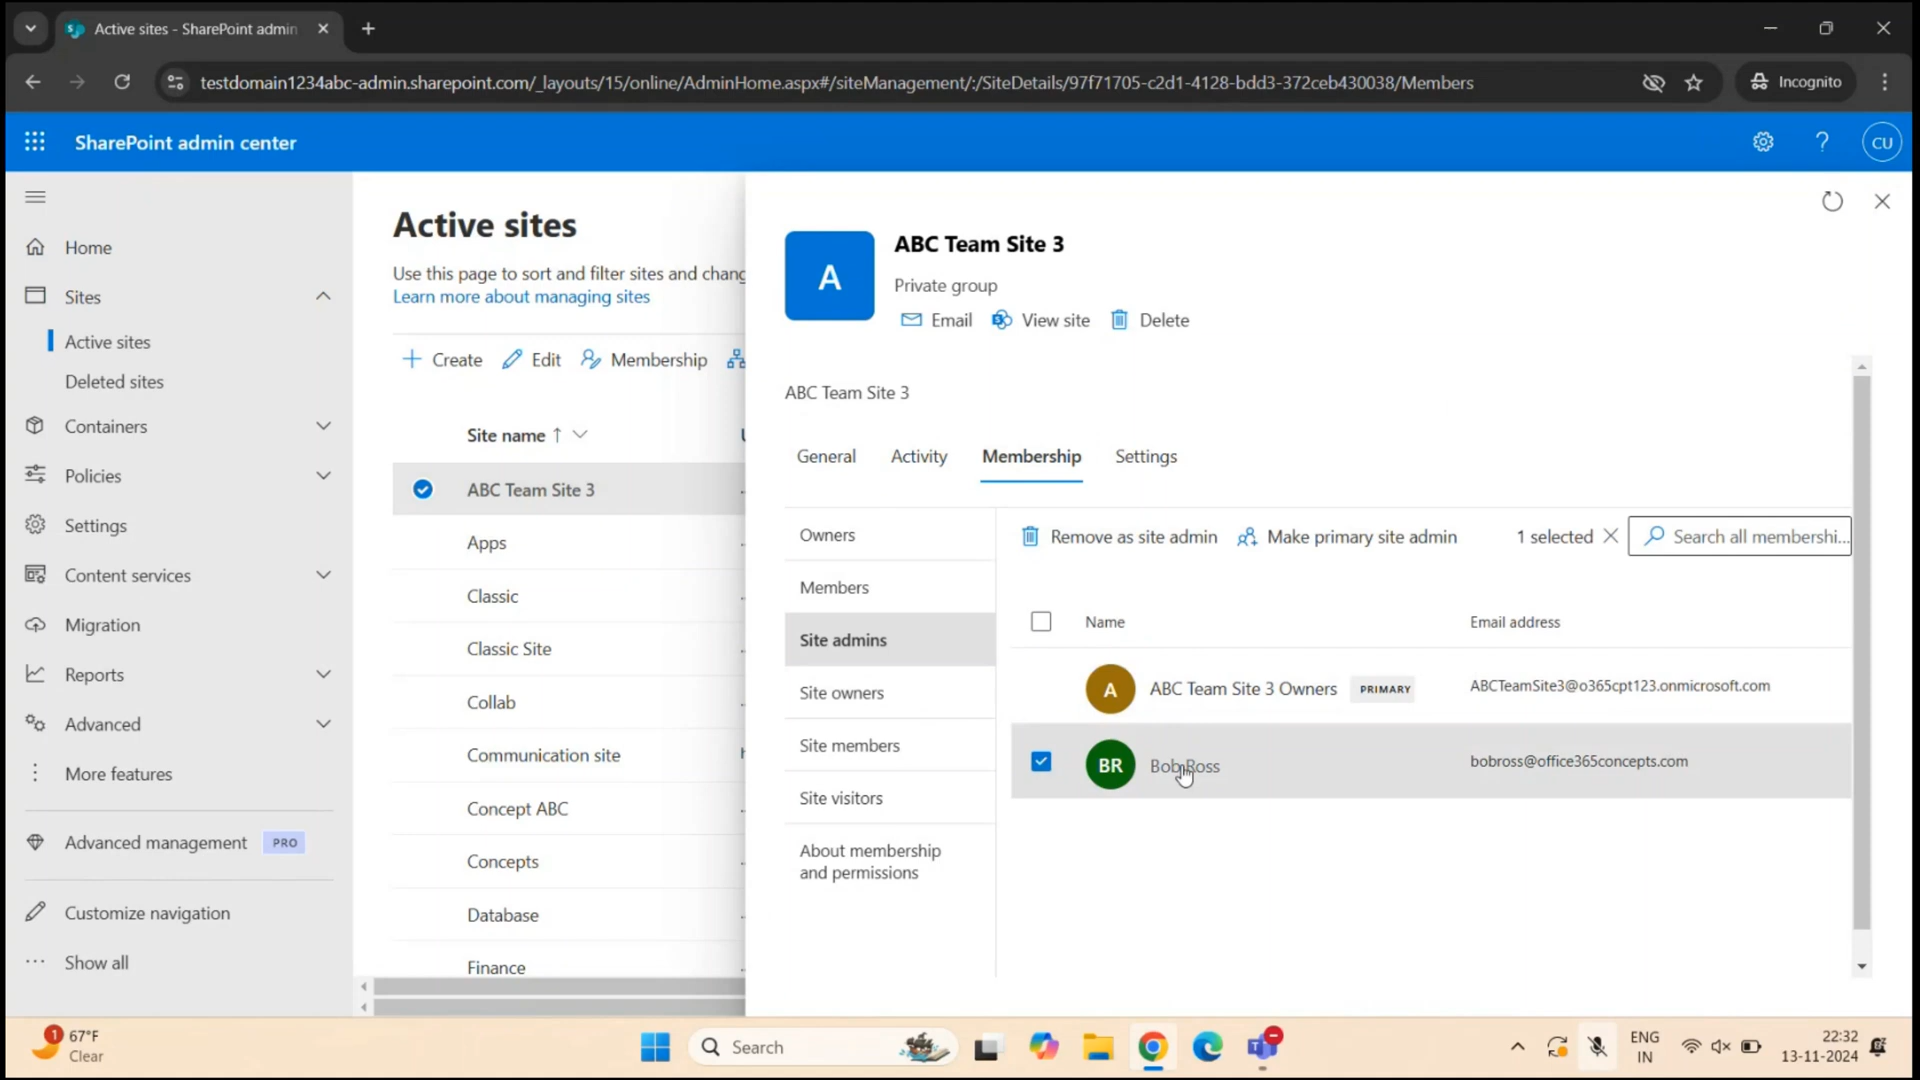 Active sites - SharePoint admin
testdomain1234abc-admin.sharepoint.com/_layouts/15/online/AdminHome.aspx#/siteManagement/:/SiteDetails/97f71705-c2d1-4128-bdd3-372ceb430038/Members
Incognito
SharePoint admin center
CU
Home
Sites
Active sites
Deleted sites
Containers
Policies
Settings
Content services
Migration
Reports
Advanced
More features
Advanced management PRO
Customize navigation
Show all
Active sites
Use this page to sort and filter sites and chang
Learn more about managing sites
Create Edit Membership
Site name
ABC Team Site 3
Apps
Classic
Classic Site
Collab
Communication site
Concept ABC
Concepts
Database
Finance
A
ABC Team Site 3
Private group
Email View site Delete
ABC Team Site 3
General Activity Membership Settings
Owners
Members
Site admins
Site owners
Site members
Site visitors
About membership
and permissions
Remove as site admin Make primary site admin 1 selected Search all membershi...
Name Email address
A ABC Team Site 3 Owners PRIMARY ABCTeamSite3@o365cpt123.onmicrosoft.com
BR Bob Ross bobross@office365concepts.com
1
67°F
Clear
Search
ENG
IN
22:32
13-11-2024